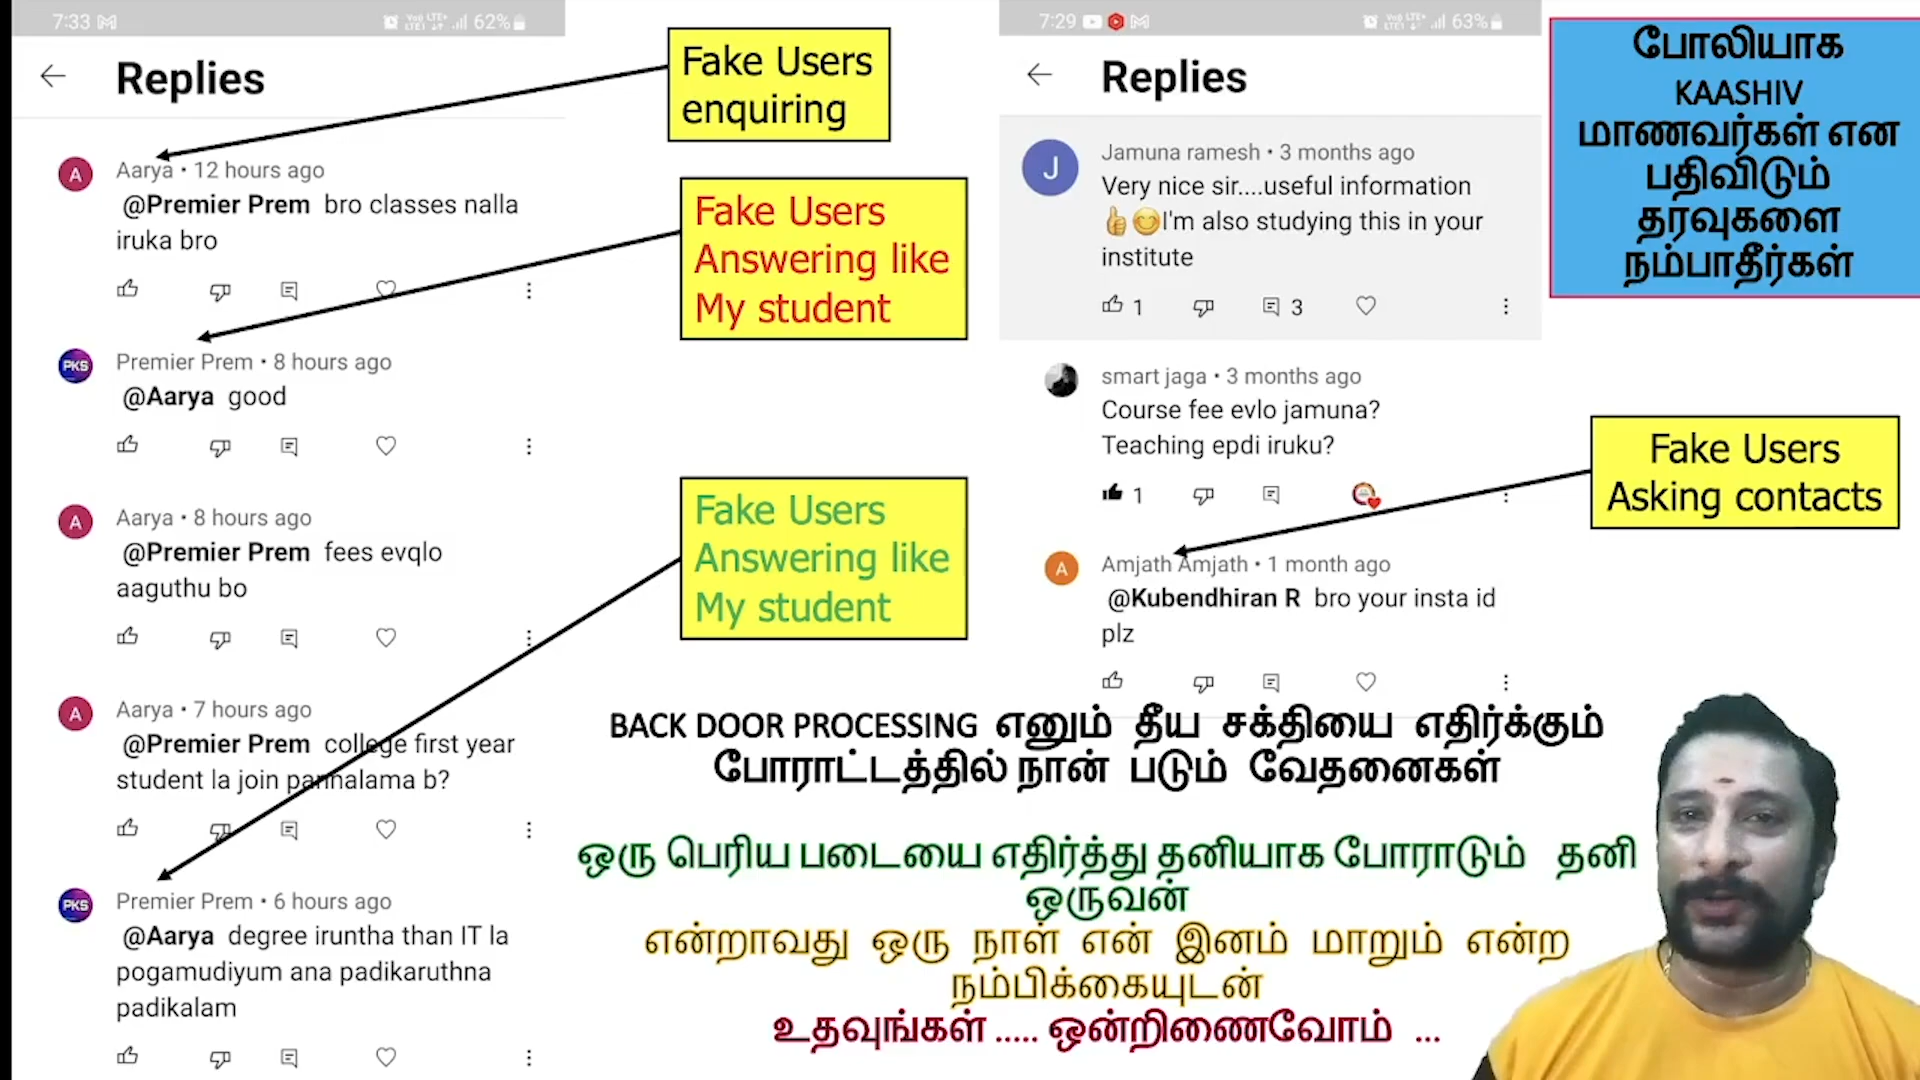 7:33
62%
Replies
Aarya • 12 hours ago
@Premier Prem bro classes nalla
iruka bro
Premier Prem • 8 hours ago
@Aarya good
Aarya • 8 hours ago
@Premier Prem fees evqlo
aaguthu bo
Aarya • 7 hours ago
@Premier Prem college first year
student la join pannalama b?
Premier Prem • 6 hours ago
@Aarya degree iruntha than IT la
pogamudiyum ana padikaruthna
padikalam
Fake Users
enquiring
Fake Users
Answering like
My student
Fake Users
Answering like
My student
7:29
63%
Replies
Jamuna ramesh • 3 months ago
Very nice sir....useful information
👍😊I'm also studying this in your
institute
1
3
smart jaga • 3 months ago
Course fee evlo jamuna?
Teaching epdi iruku?
1
Amjath Amjath • 1 month ago
@Kubendhiran R bro your insta id
plz
போலியாக
KAASHIV
மாணவர்கள் என
பதிவிடும்
தரவுகளை
நம்பாதீர்கள்
Fake Users
Asking contacts
BACK DOOR PROCESSING எனும் தீய சக்தியை எதிர்க்கும்
போராட்டத்தில் நான் படும் வேதனைகள்
ஒரு பெரிய படையை எதிர்த்து தனியாக போராடும் தனி
ஒருவன்
என்றாவது ஒரு நாள் என் இனம் மாறும் என்ற
நம்பிக்கையுடன்
உதவுங்கள் ..... ஒன்றிணைவோம் ...
J
A
PKS
A
A
PKS
A